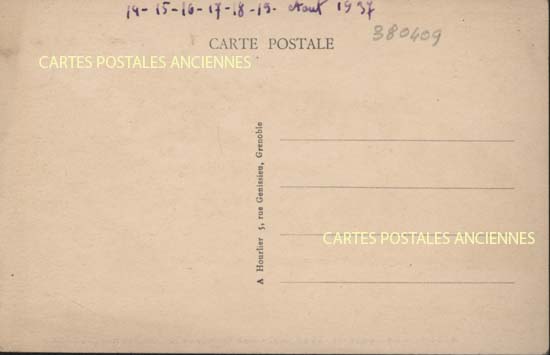 14-15-16-17-18-19- Aout 1937
380409
CARTE POSTALE
CARTES POSTALES ANCIENNES
A Hourlier 5, rue Genissieu, Grenoble
CARTES POSTALES ANCIENNES